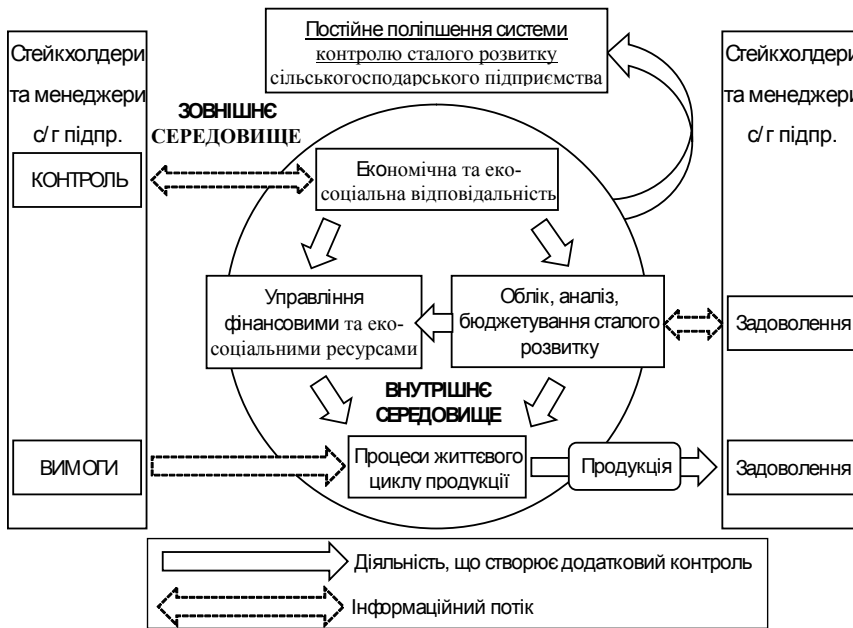 Постійне поліпшення системи
контролю сталого розвитку
сільськогосподарського підприємства
Стейкхолдери
та менеджери
с/г підпр.
Стейкхолдери
та менеджери
с/г підпр.
ЗОВНІШНЄ
СЕРЕДОВИЩЕ
КОНТРОЛЬ
Економічна та еко-
соціальна відповідальність
Управління
фінансовими та еко-
соціальними ресурсами
Облік, аналіз,
бюджетування сталого
розвитку
Задоволення
ВНУТРІШНЄ
СЕРЕДОВИЩЕ
ВИМОГИ
Процеси життєвого
циклу продукції
Продукція
Задоволення
Діяльність, що створює додатковий контроль
Інформаційний потік